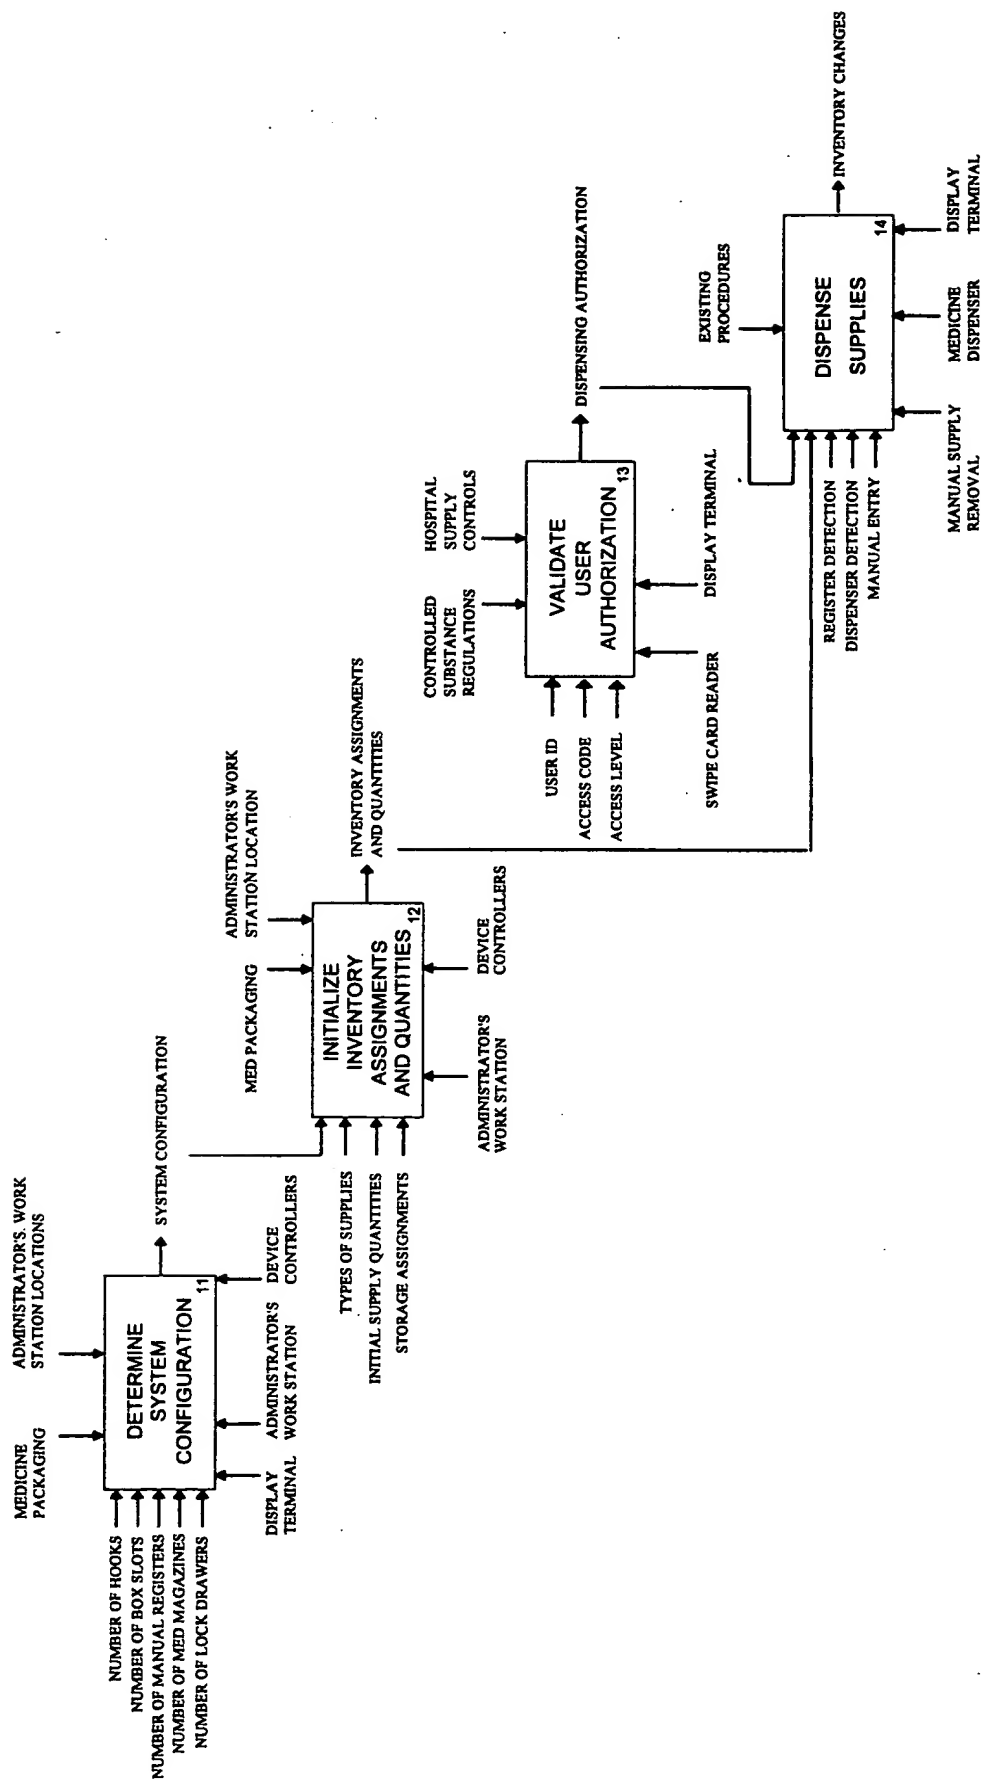 MEDICINE
PACKAGING
ADMINISTRATOR'S. WORK
STATION LOCATIONS
NUMBER OF HOOKS
NUMBER OF BOX SLOTS
NUMBER OF MANUAL REGISTERS
NUMBER OF MED MAGAZINES
NUMBER OF LOCK DRAWERS
DETERMINE
SYSTEM
CONFIGURATION
11
SYSTEM CONFIGURATION
DISPLAY
TERMINAL
ADMINISTRATOR'S
WORK STATION
DEVICE
CONTROLLERS
MED PACKAGING
ADMINISTRATOR'S WORK
STATION LOCATION
TYPES OF SUPPLIES
INITIAL SUPPLY QUANTITIES
STORAGE ASSIGNMENTS
INITIALIZE
INVENTORY
ASSIGNMENTS
AND QUANTITIES
12
INVENTORY ASSIGNMENTS
AND QUANTITIES
ADMINISTRATOR'S
WORK STATION
DEVICE
CONTROLLERS
CONTROLLED
SUBSTANCE
REGULATIONS
HOSPITAL
SUPPLY
CONTROLS
USER ID
ACCESS CODE
ACCESS LEVEL
VALIDATE
USER
AUTHORIZATION
13
DISPENSING AUTHORIZATION
SWIPE CARD READER
DISPLAY TERMINAL
EXISTING
PROCEDURES
REGISTER DETECTION
DISPENSER DETECTION
MANUAL ENTRY
DISPENSE
SUPPLIES
14
INVENTORY CHANGES
MANUAL SUPPLY
REMOVAL
MEDICINE
DISPENSER
DISPLAY
TERMINAL